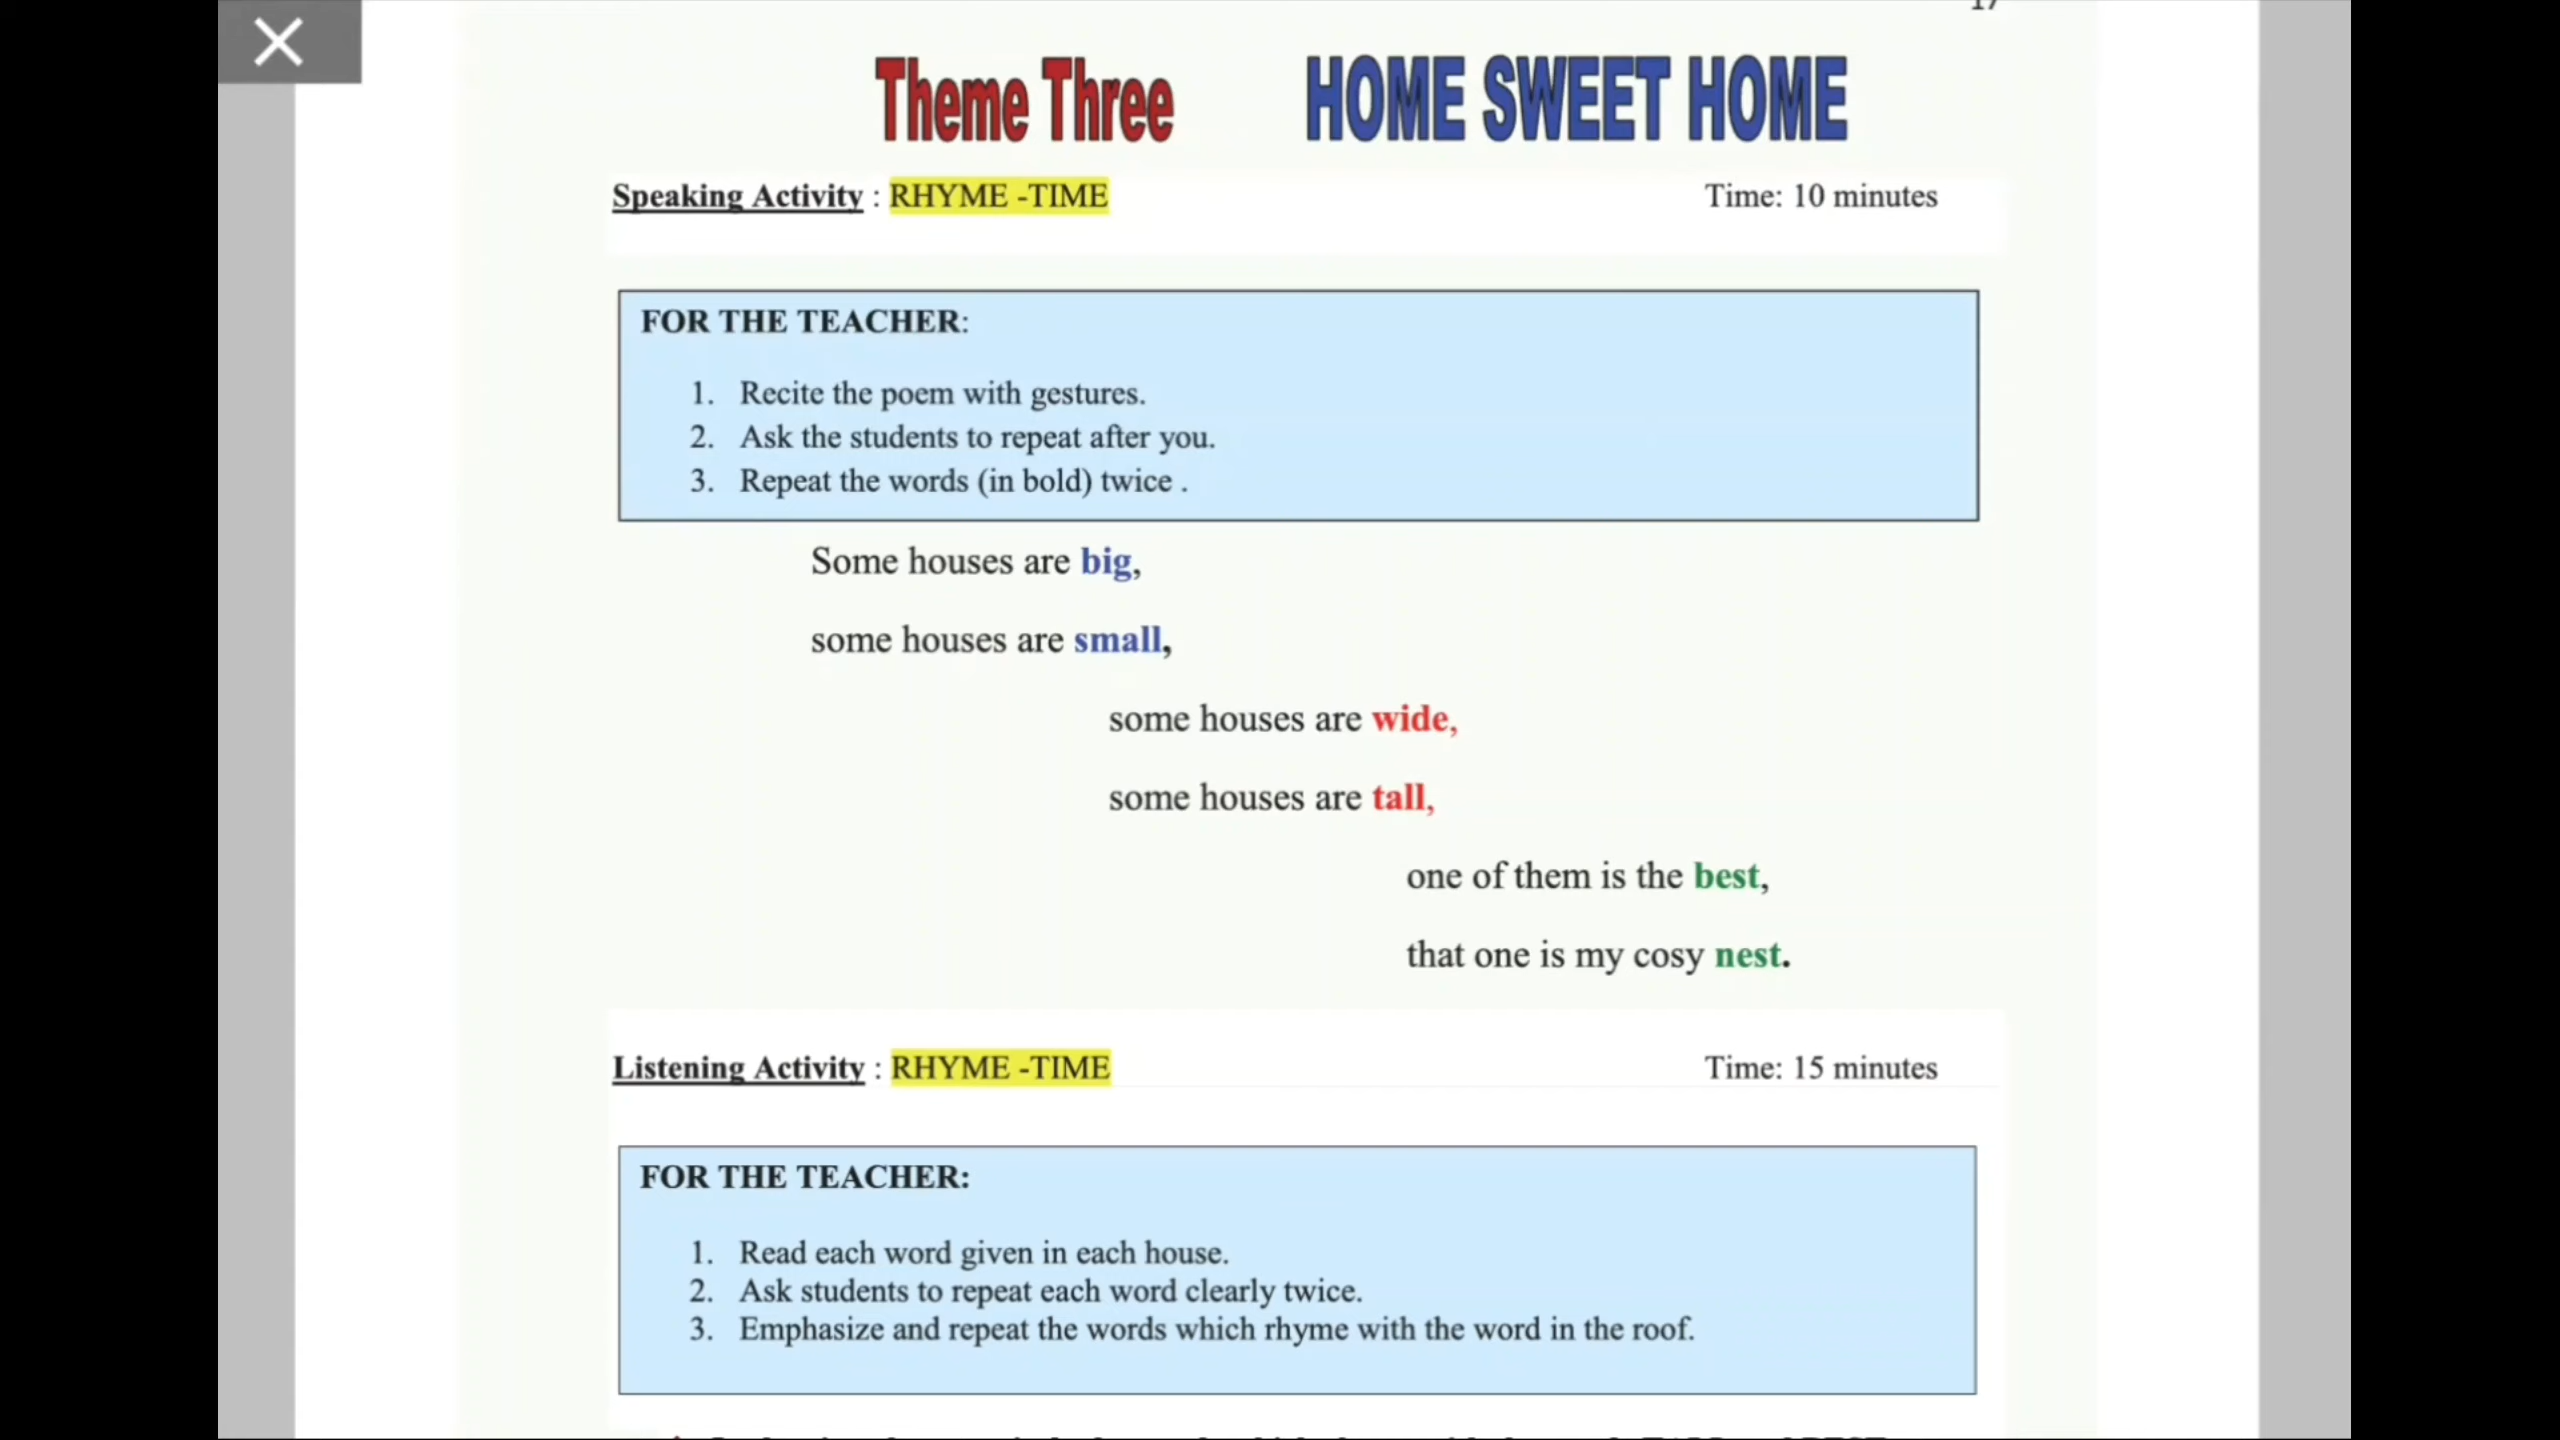 Theme Three HOME SWEET HOME
Speaking Activity : RHYME -TIME Time: 10 minutes
FOR THE TEACHER:
1. Recite the poem with gestures.
2. Ask the students to repeat after you.
3. Repeat the words (in bold) twice .
Some houses are big,
some houses are small,
some houses are wide,
some houses are tall,
one of them is the best,
that one is my cosy nest.
Listening Activity : RHYME -TIME Time: 15 minutes
FOR THE TEACHER:
1. Read each word given in each house.
2. Ask students to repeat each word clearly twice.
3. Emphasize and repeat the words which rhyme with the word in the roof.